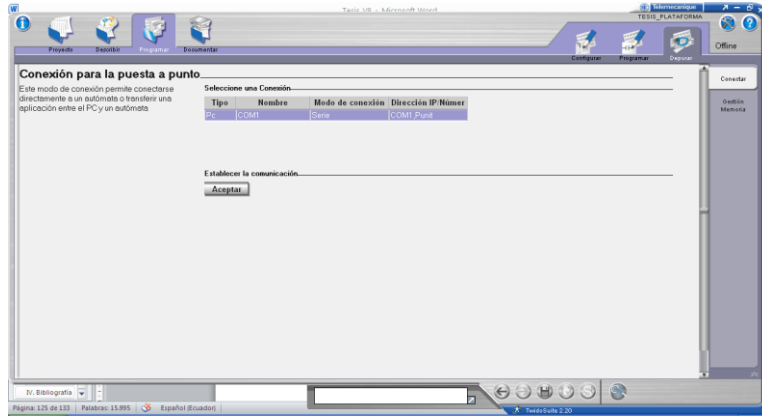 Tesis_VF - Microsoft Word
Telemecanique
TESIS_PLATAFORMA
Proyecto
Describir
Programar
Documentar
Configurar
Programar
Depurar
Offline
Conexión para la puesta a punto
Este modo de conexión permite conectarse
directamente a un autómata o transferir una
aplicación entre el PC y un autómata.
Seleccione una Conexión
Tipo Nombre Modo de conexión Dirección IP/Númer
Pc COM1 Serie COM1,Punit
Establecer la comunicación
Aceptar
Conectar
Gestión
Memoria
IV. Bibliografía
Página: 125 de 133 Palabras: 15.995 Español (Ecuador)
TwidoSuite 2.20